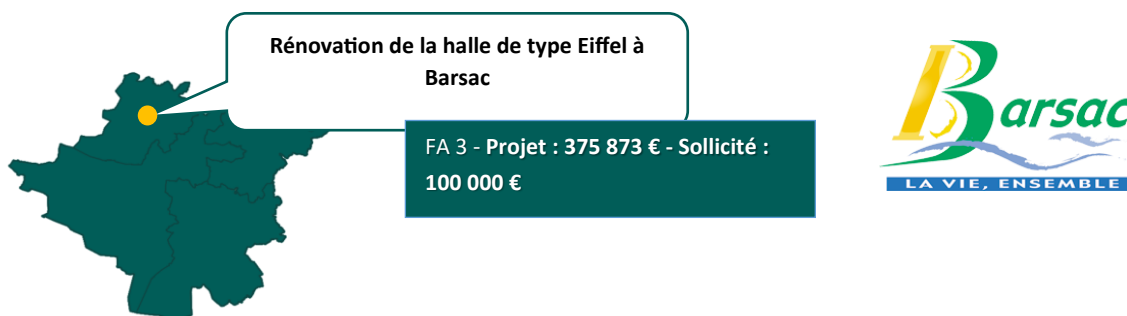 Rénovation de la halle de type Eiffel à
Barsac
FA 3 - Projet : 375 873 € - Sollicité :
100 000 €
Barsac
LA VIE, ENSEMBLE